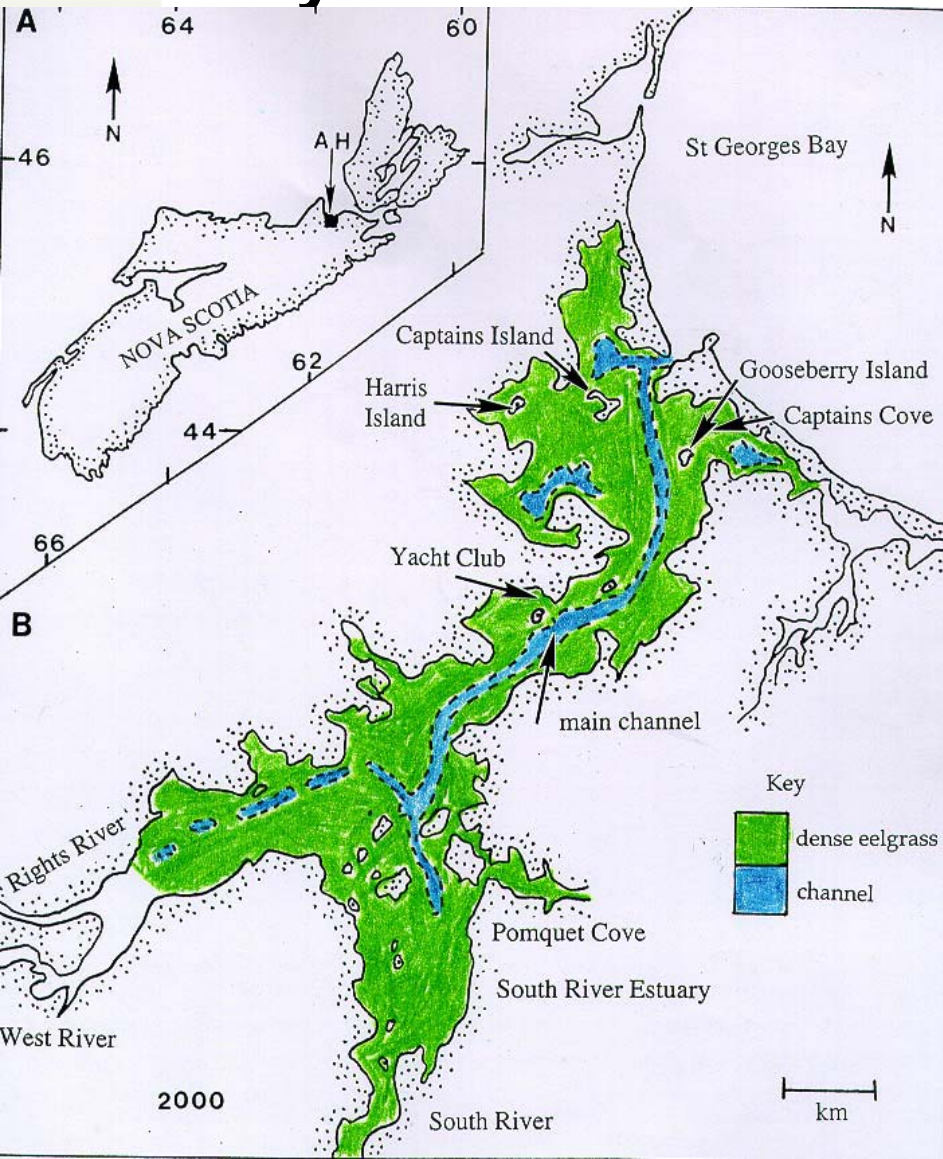 A
64
60
N
46
A H
NOVA SCOTIA
62
44
66
St Georges Bay
N
Captains Island
Harris
Island
Gooseberry Island
Captains Cove
Yacht Club
B
main channel
Key
dense eelgrass
channel
Rights River
Pomquet Cove
South River Estuary
West River
2000
South River
km